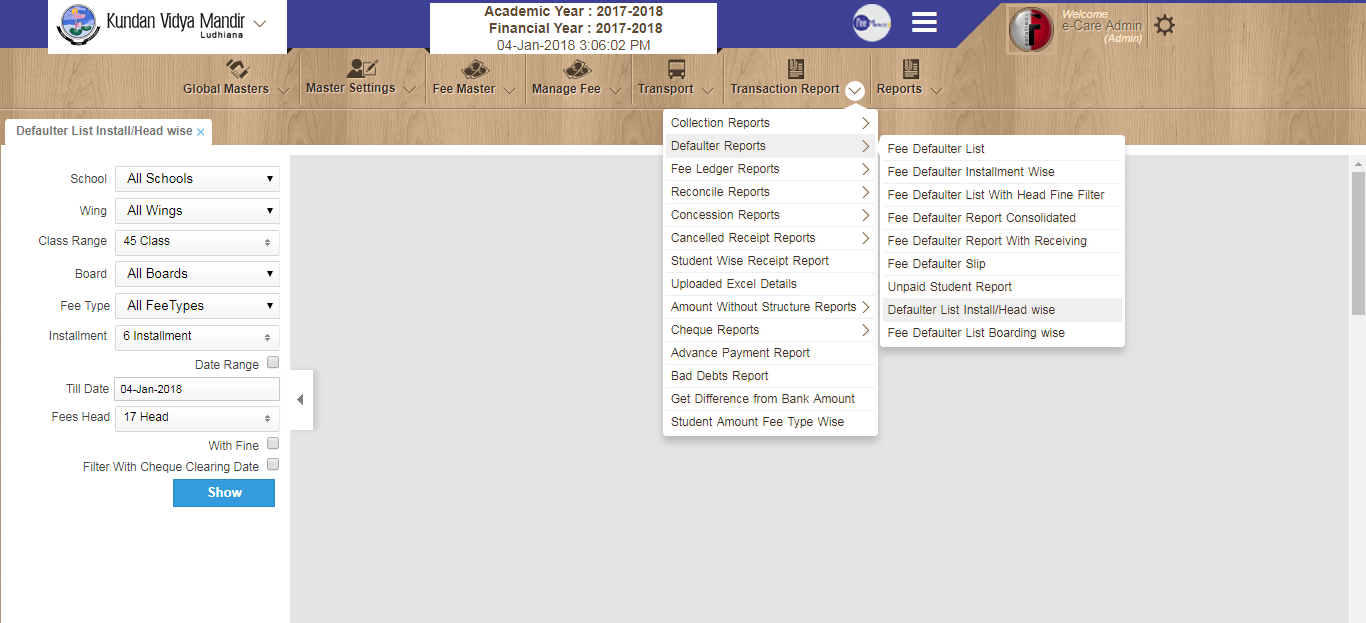 Kundan Vidya Mandir
Ludhiana
Academic Year : 2017-2018
Financial Year : 2017-2018
04-Jan-2018 3:06:02 PM
Welcome
e-Care Admin
(Admin)
Global Masters
Master Settings
Fee Master
Manage Fee
Transport
Transaction Report
Reports
Defaulter List Install/Head wise ×
School All Schools
Wing All Wings
Class Range 45 Class
Board All Boards
Fee Type All FeeTypes
Installment 6 Installment
Date Range
Till Date 04-Jan-2018
Fees Head 17 Head
With Fine
Filter With Cheque Clearing Date
Show
Collection Reports
Defaulter Reports
Fee Ledger Reports
Reconcile Reports
Concession Reports
Cancelled Receipt Reports
Student Wise Receipt Report
Uploaded Excel Details
Amount Without Structure Reports
Cheque Reports
Advance Payment Report
Bad Debts Report
Get Difference from Bank Amount
Student Amount Fee Type Wise
Fee Defaulter List
Fee Defaulter Installment Wise
Fee Defaulter List With Head Fine Filter
Fee Defaulter Report Consolidated
Fee Defaulter Report With Receiving
Fee Defaulter Slip
Unpaid Student Report
Defaulter List Install/Head wise
Fee Defaulter List Boarding wise